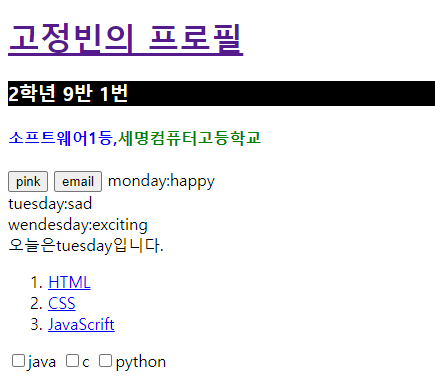 고정빈의 프로필
2학년 9반 1번
소프트웨어1등,세명컴퓨터고등학교
pink email monday:happy
tuesday:sad
wendesday:exciting
오늘은tuesday입니다.
1. HTML
2. CSS
3. JavaScrift
java c python